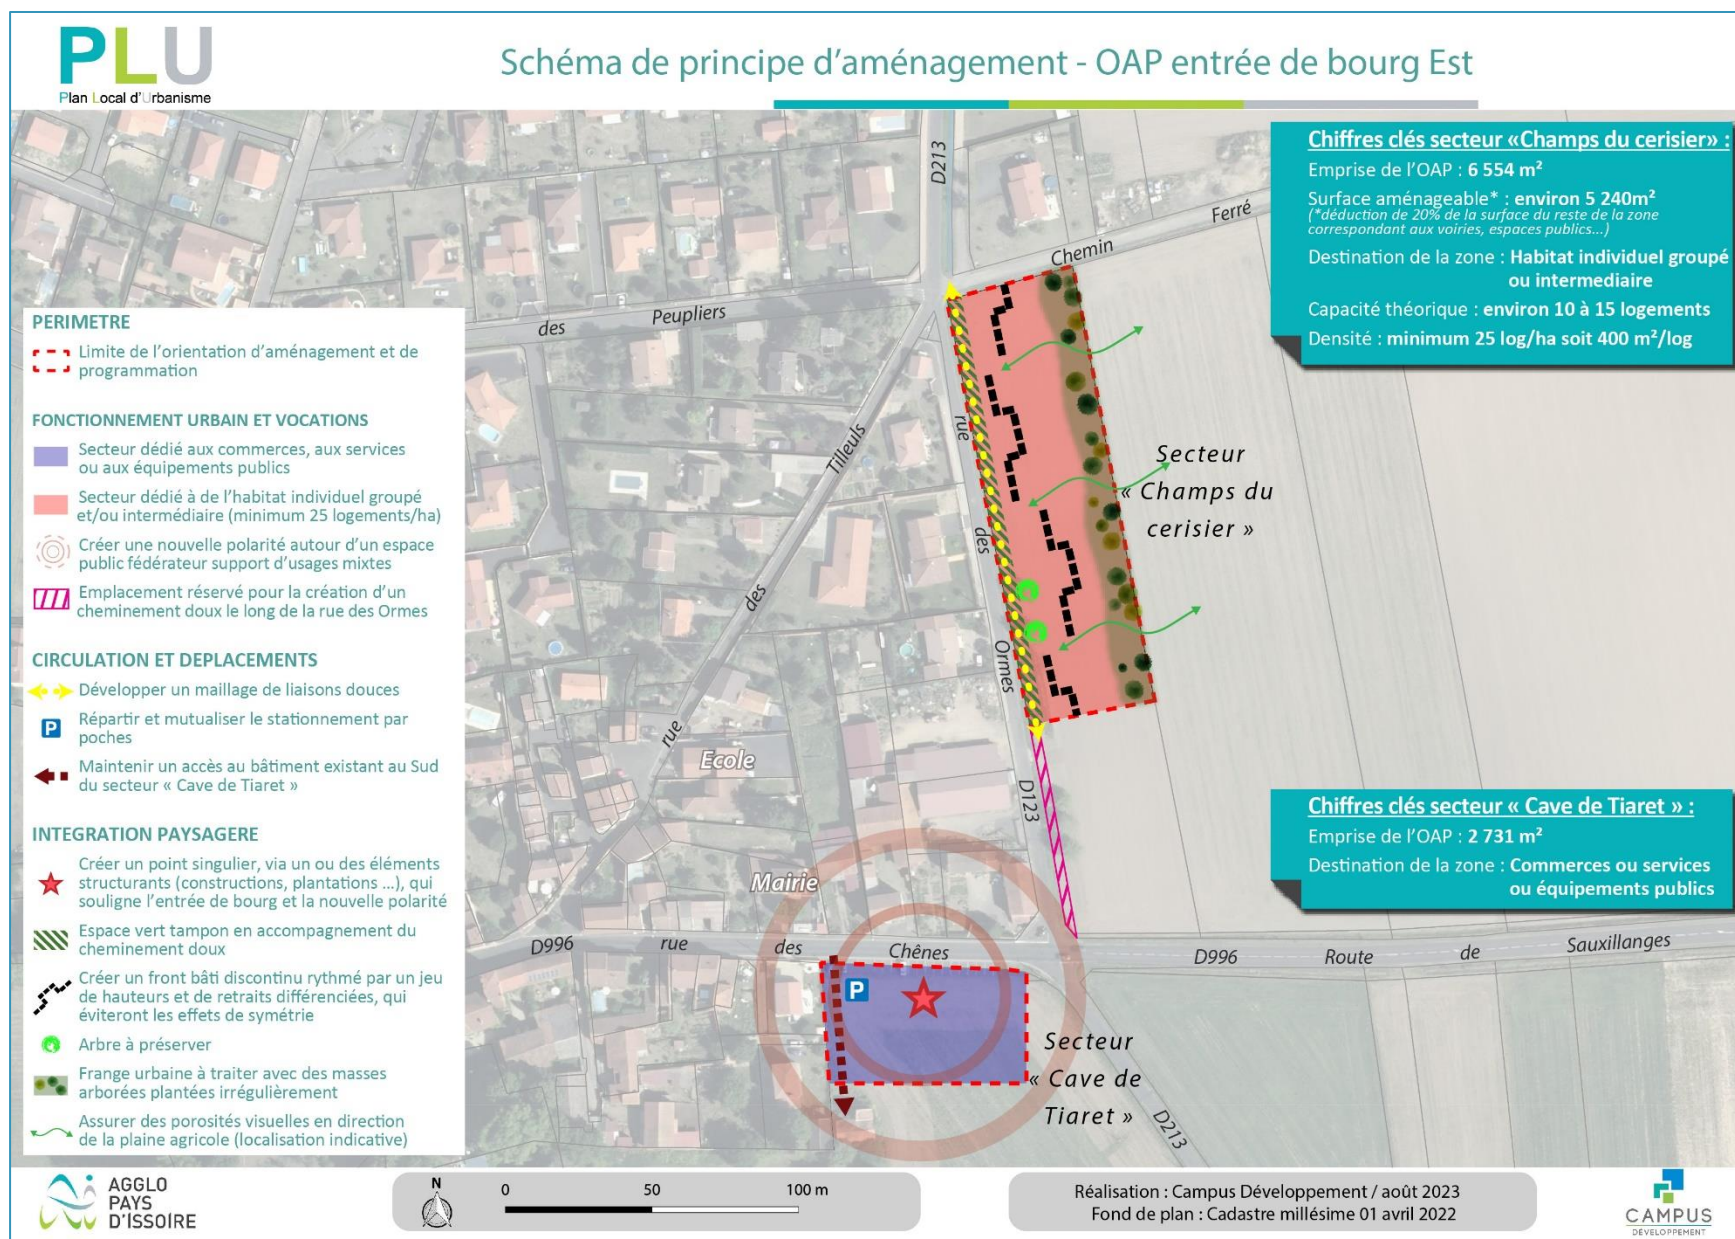 PLU
Plan Local d'Urbanisme
Schéma de principe d'aménagement - OAP entrée de bourg Est
Chiffres clés secteur «Champs du cerisier» :
Emprise de l'OAP : 6 554 m²
Surface aménageable* : environ 5 240m²
(*déduction de 20% de la surface du reste de la zone
correspondant aux voiries, espaces publics...)
Destination de la zone : Habitat individuel groupé
ou intermediaire
Capacité théorique : environ 10 à 15 logements
Densité : minimum 25 log/ha soit 400 m²/log
D213
Chemin
Ferré
des
Peupliers
rue
des
Tilleuls
rue
des
Ormes
D123
Secteur
« Champs du
cerisier »
Ecole
Mairie
PERIMETRE
Limite de l'orientation d'aménagement et de
programmation
FONCTIONNEMENT URBAIN ET VOCATIONS
Secteur dédié aux commerces, aux services
ou aux équipements publics
Secteur dédié à de l'habitat individuel groupé
et/ou intermédiaire (minimum 25 logements/ha)
Créer une nouvelle polarité autour d'un espace
public fédérateur support d'usages mixtes
Emplacement réservé pour la création d'un
cheminement doux le long de la rue des Ormes
CIRCULATION ET DEPLACEMENTS
Développer un maillage de liaisons douces
P
Répartir et mutualiser le stationnement par
poches
Maintenir un accès au bâtiment existant au Sud
du secteur « Cave de Tiaret »
INTEGRATION PAYSAGERE
Créer un point singulier, via un ou des éléments
structurants (constructions, plantations ...), qui
souligne l'entrée de bourg et la nouvelle polarité
Espace vert tampon en accompagnement du
cheminement doux
Créer un front bâti discontinu rythmé par un jeu
de hauteurs et de retraits différenciées, qui
éviteront les effets de symétrie
Arbre à préserver
Frange urbaine à traiter avec des masses
arborées plantées irrégulièrement
Assurer des porosités visuelles en direction
de la plaine agricole (localisation indicative)
Chiffres clés secteur « Cave de Tiaret » :
Emprise de l'OAP : 2 731 m²
Destination de la zone : Commerces ou services
ou équipements publics
D996 rue des Chênes
D996 Route de Sauxillanges
P
Secteur
« Cave de
Tiaret »
D213
AGGLO
PAYS
D'ISSOIRE
N
0 50 100 m
Réalisation : Campus Développement / août 2023
Fond de plan : Cadastre millésime 01 avril 2022
CAMPUS
DÉVELOPPEMENT